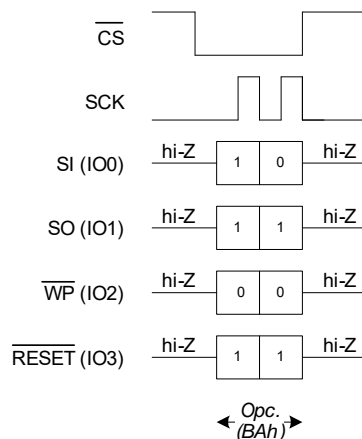 CS
SCK
hi-Z hi-Z
SI (IO0) 1 0
hi-Z hi-Z
SO (IO1) 1 1
hi-Z hi-Z
WP (IO2) 0 0
hi-Z hi-Z
RESET (IO3) 1 1
Opc.
(BAh)